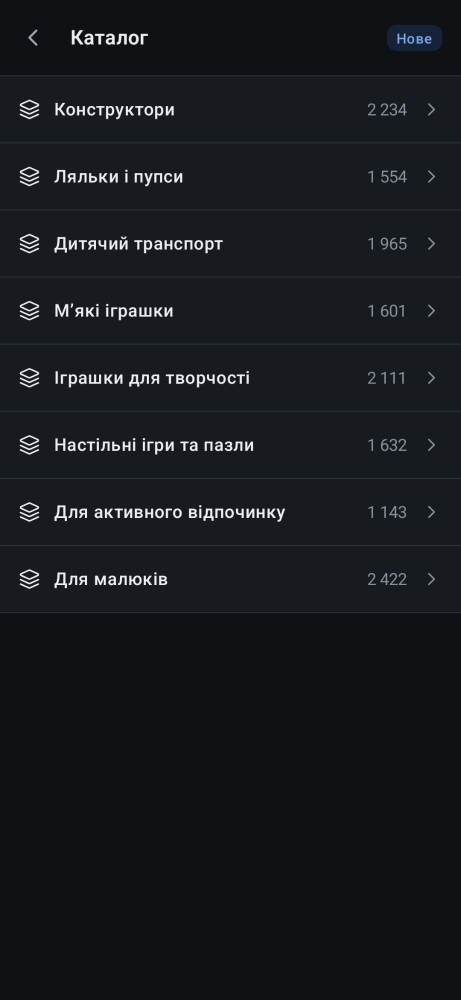 Каталог
Нове
Конструктори 2 234
Ляльки і пупси 1 554
Дитячий транспорт 1 965
М’які іграшки 1 601
Іграшки для творчості 2 111
Настільні ігри та пазли 1 632
Для активного відпочинку 1 143
Для малюків 2 422